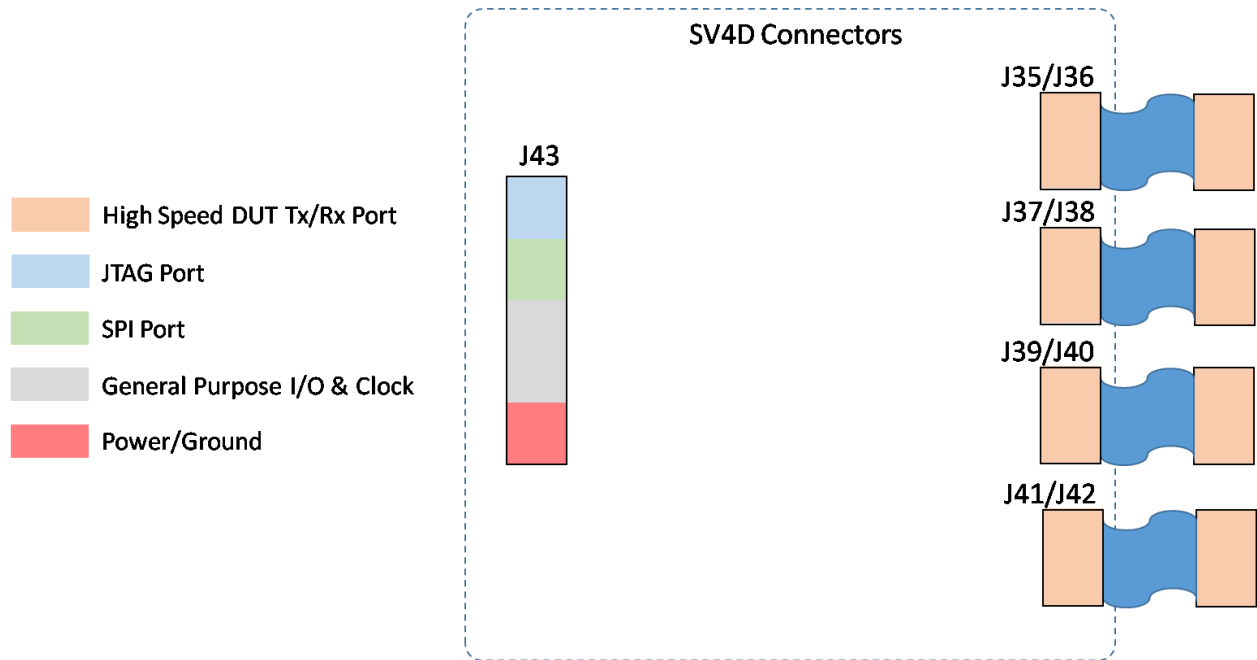 SV4D Connectors
J35/J36
J43
High Speed DUT Tx/Rx Port
J37/J38
JTAG Port
SPI Port
J39/J40
General Purpose I/O & Clock
Power/Ground
J41/J42